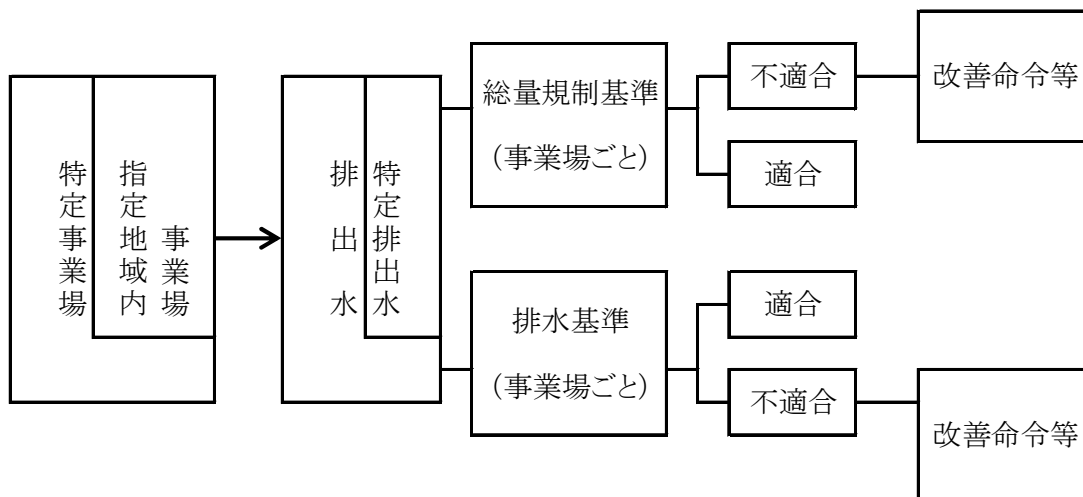 特定事業場
指定地域内
事業場
排出水
特定排出水
総量規制基準
(事業場ごと)
不適合
改善命令等
適合
排水基準
(事業場ごと)
適合
不適合
改善命令等